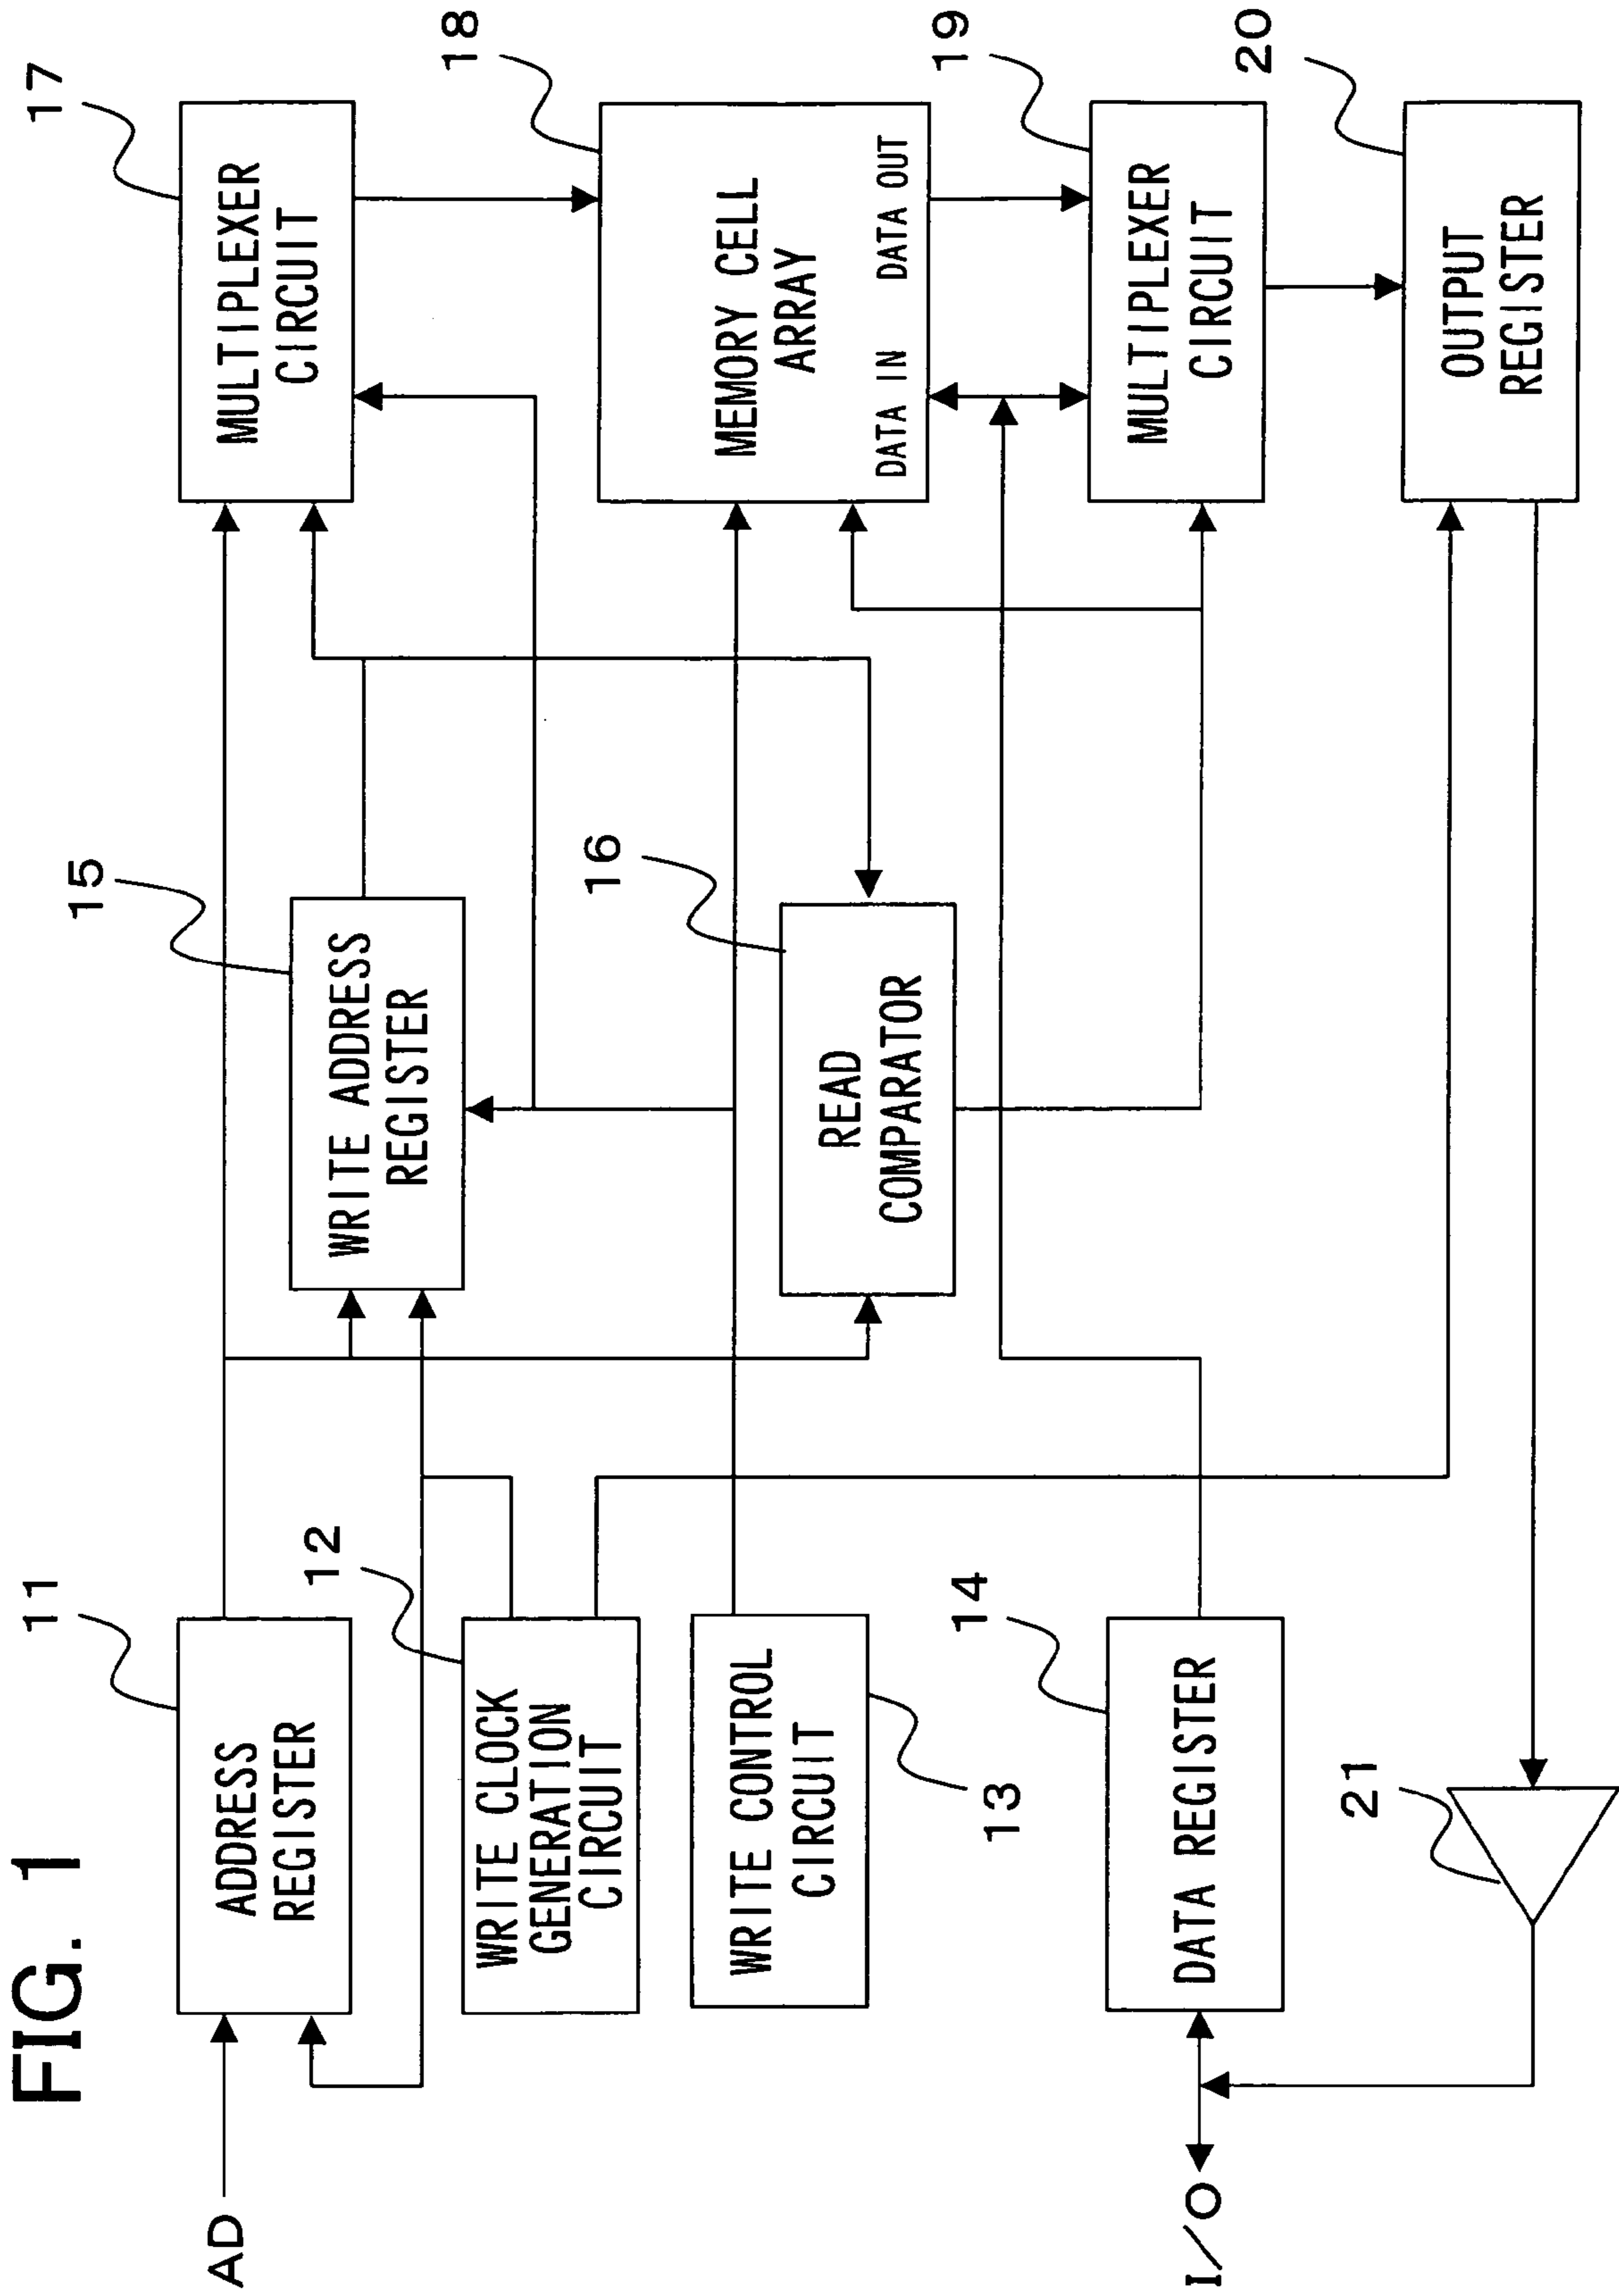 FIG. 1
AD
11
ADDRESS
REGISTER
12
WRITE CLOCK
GENERATION
CIRCUIT
WRITE CONTROL
CIRCUIT
13
14
DATA REGISTER
I/O
21
15
WRITE ADDRESS
REGISTER
16
READ
COMPARATOR
17
MULTIPLEXER
CIRCUIT
18
MEMORY CELL
ARRAY
DATA IN DATA OUT
19
MULTIPLEXER
CIRCUIT
20
OUTPUT
REGISTER